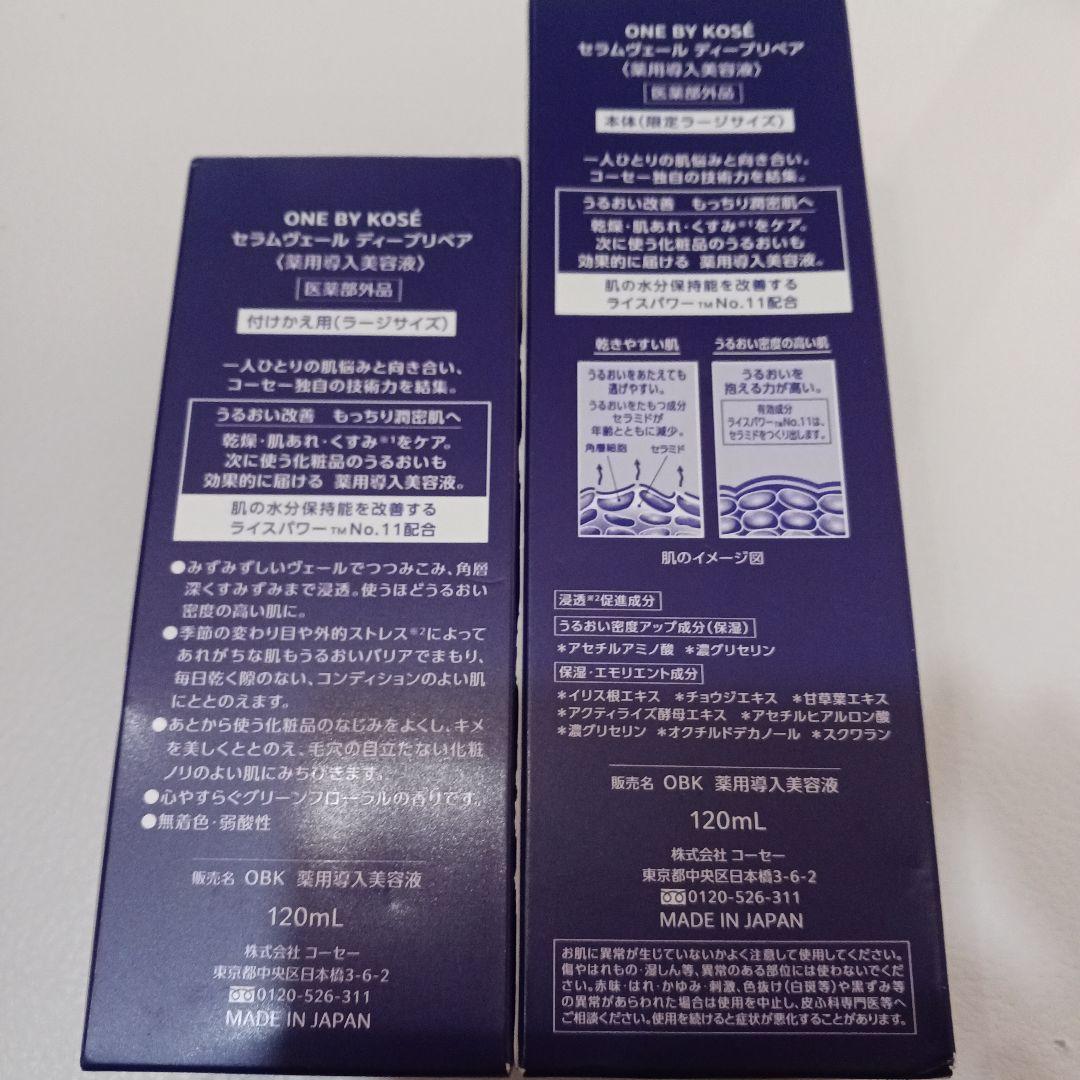 ONE BY KOSÉ
セラムヴェール ディープリペア
〈薬用導入美容液〉
医薬部外品
付けかえ用(ラージサイズ)
一人ひとりの肌悩みと向き合い、
コーセー独自の技術力を結集。
うるおい改善 もっちり潤密肌へ
乾燥・肌あれ・くすみ※1をケア。
次に使う化粧品のうるおいも
効果的に届ける 薬用導入美容液。
肌の水分保持能を改善する
ライスパワー™No.11配合
●みずみずしいヴェールでつつみこみ、角層
深くすみずみまで浸透。使うほどうるおい
密度の高い肌に。
●季節の変わり目や外的ストレス※2によって
あれがちな肌もうるおいバリアでまもり、
毎日乾く隙のない、コンディションのよい肌
にととのえます。
●あとから使う化粧品のなじみをよくし、キメ
を美しくととのえ、毛穴の目立たない化粧
ノリのよい肌にみちびきます。
●心やすらぐグリーンフローラルの香りです。
●無着色・弱酸性
販売名 OBK 薬用導入美容液
120mL
株式会社 コーセー
東京都中央区日本橋3-6-2
0120-526-311
MADE IN JAPAN
ONE BY KOSÉ
セラムヴェール ディープリペア
〈薬用導入美容液〉
医薬部外品
本体(限定ラージサイズ)
一人ひとりの肌悩みと向き合い、
コーセー独自の技術力を結集。
うるおい改善 もっちり潤密肌へ
乾燥・肌あれ・くすみ※1をケア。
次に使う化粧品のうるおいも
効果的に届ける 薬用導入美容液。
肌の水分保持能を改善する
ライスパワー™No.11配合
乾きやすい肌
うるおいをあたえても
逃げやすい。
うるおいをたもつ成分
セラミドが
年齢とともに減少。
角層細胞 セラミド
うるおい密度の高い肌
うるおいを
抱える力が高い。
有効成分
ライスパワー™No.11は、
セラミドをつくり出します。
肌のイメージ図
浸透※2促進成分
うるおい密度アップ成分(保湿)
*アセチルアミノ酸 *濃グリセリン
保湿・エモリエント成分
*イリス根エキス *チョウジエキス *甘草葉エキス
*アクティライズ酵母エキス *アセチルヒアルロン酸
*濃グリセリン *オクチルドデカノール *スクワラン
販売名 OBK 薬用導入美容液
120mL
株式会社 コーセー
東京都中央区日本橋3-6-2
0120-526-311
MADE IN JAPAN
お肌に異常が生じていないかよく注意して使用してください。
傷やはれもの・湿しん等、異常のある部位には使わないでくだ
さい。赤味・はれ・かゆみ・刺激、色抜け(白斑等)や黒ずみ等
の異常があらわれた場合は使用を中止し、皮ふ科専門医等へ
ご相談ください。使用を続けると症状が悪化することがあります。